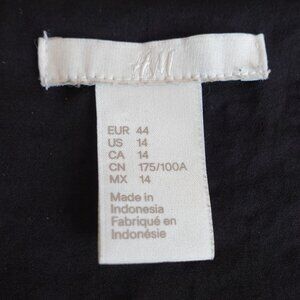 H&M
EUR 44
US 14
CA 14
CN 175/100A
MX 14
Made in
Indonesia
Fabriqué en
Indonésie